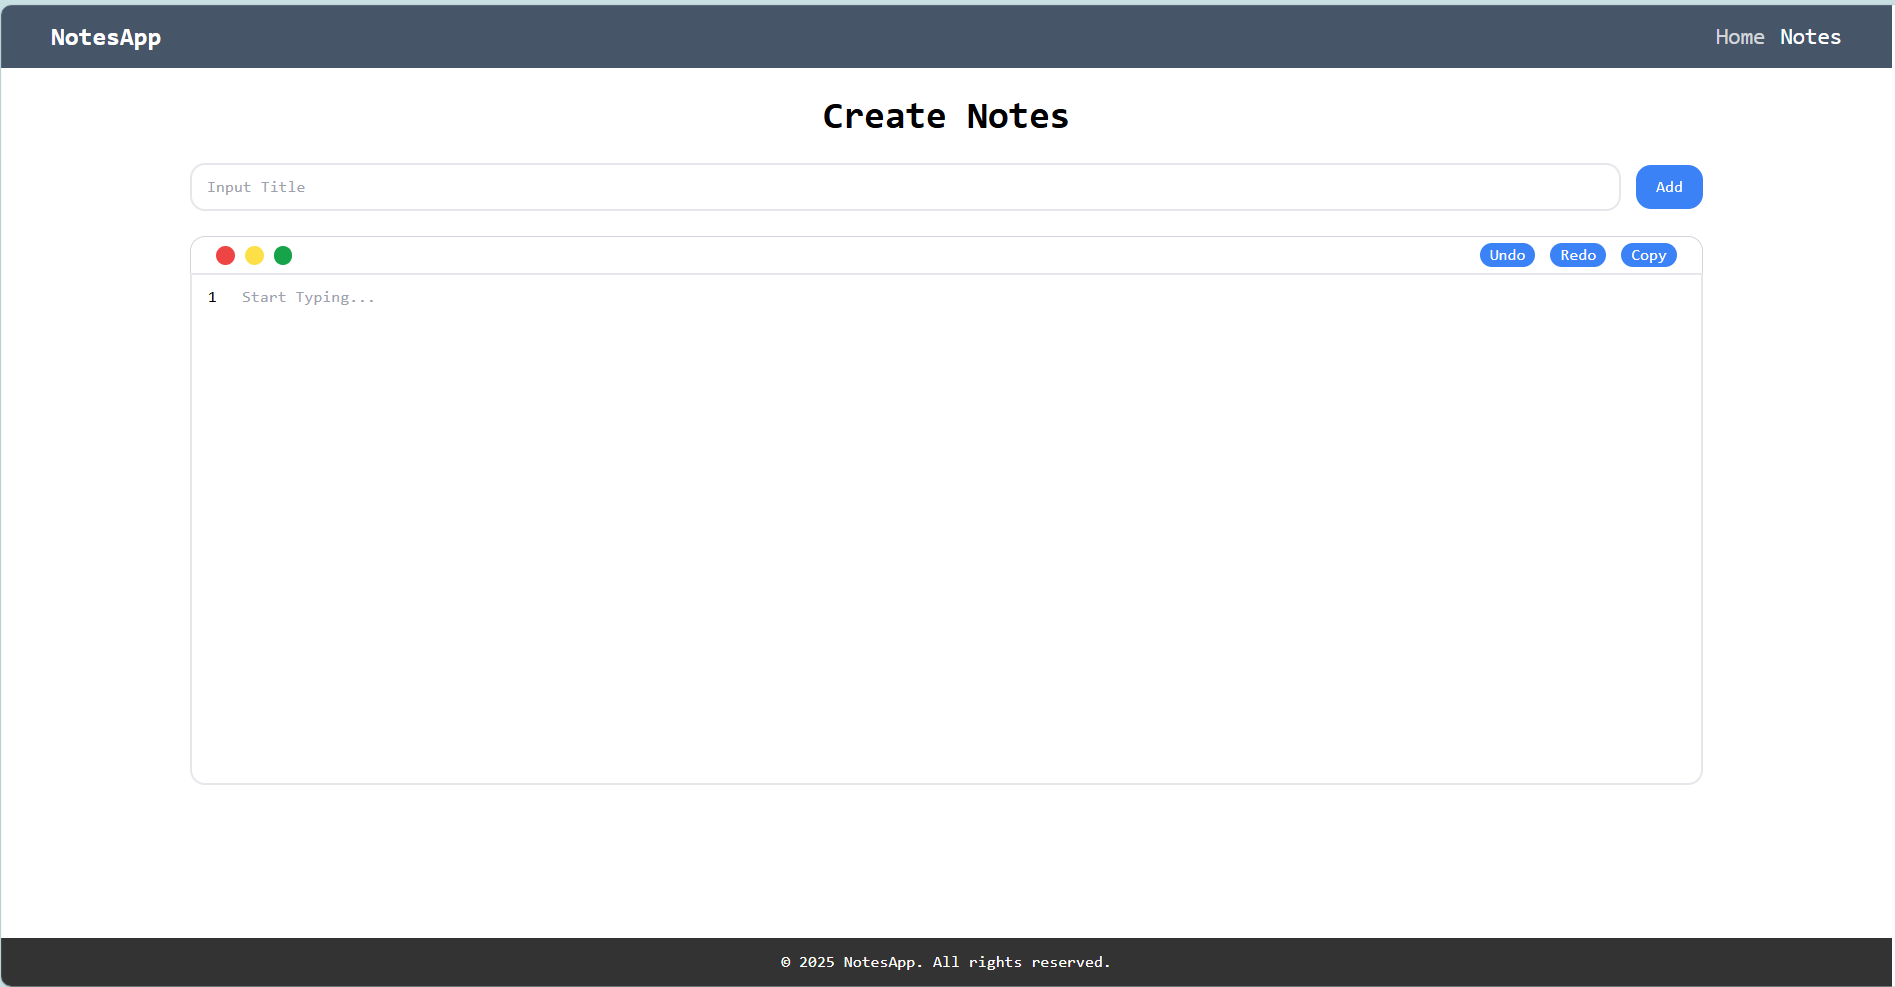 NotesApp
Home Notes
Create Notes
Input Title
Add
Undo Redo Copy
1 Start Typing...
© 2025 NotesApp. All rights reserved.